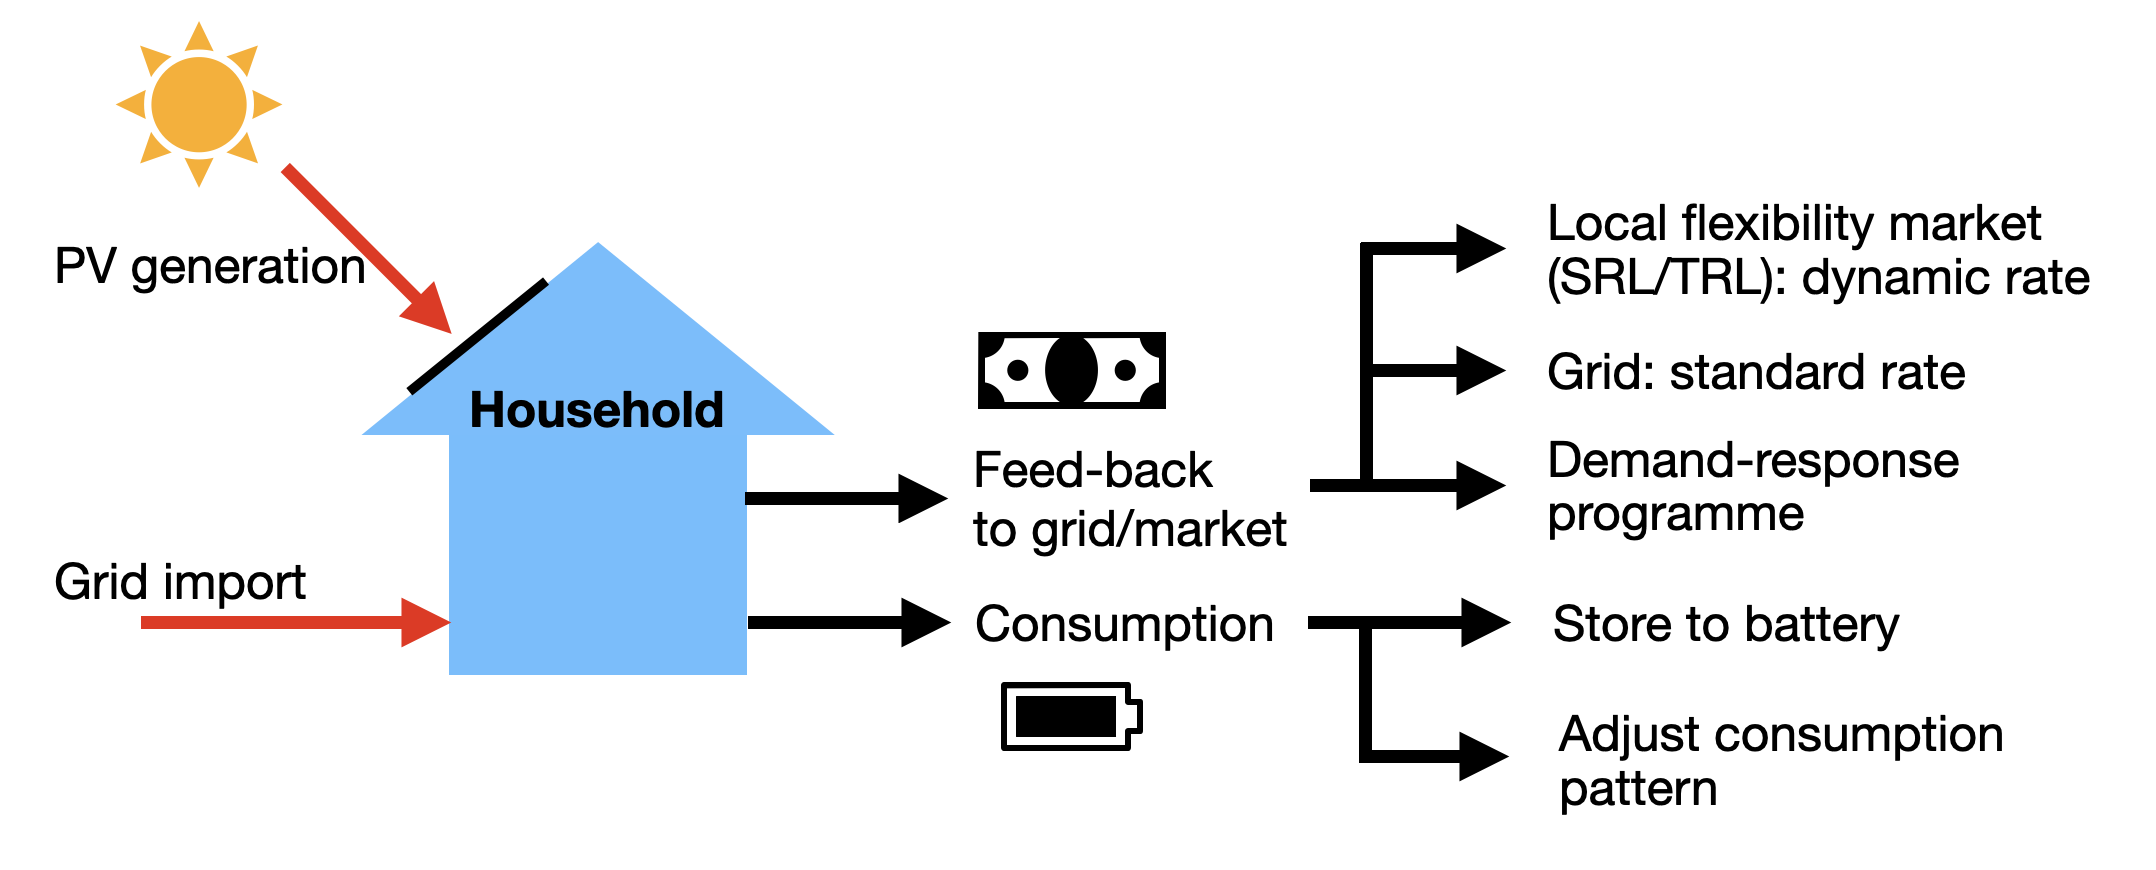 PV generation
Household
Grid import
Feed-back
to grid/market
Consumption
Local flexibility market
(SRL/TRL): dynamic rate
Grid: standard rate
Demand-response
programme
Store to battery
Adjust consumption
pattern